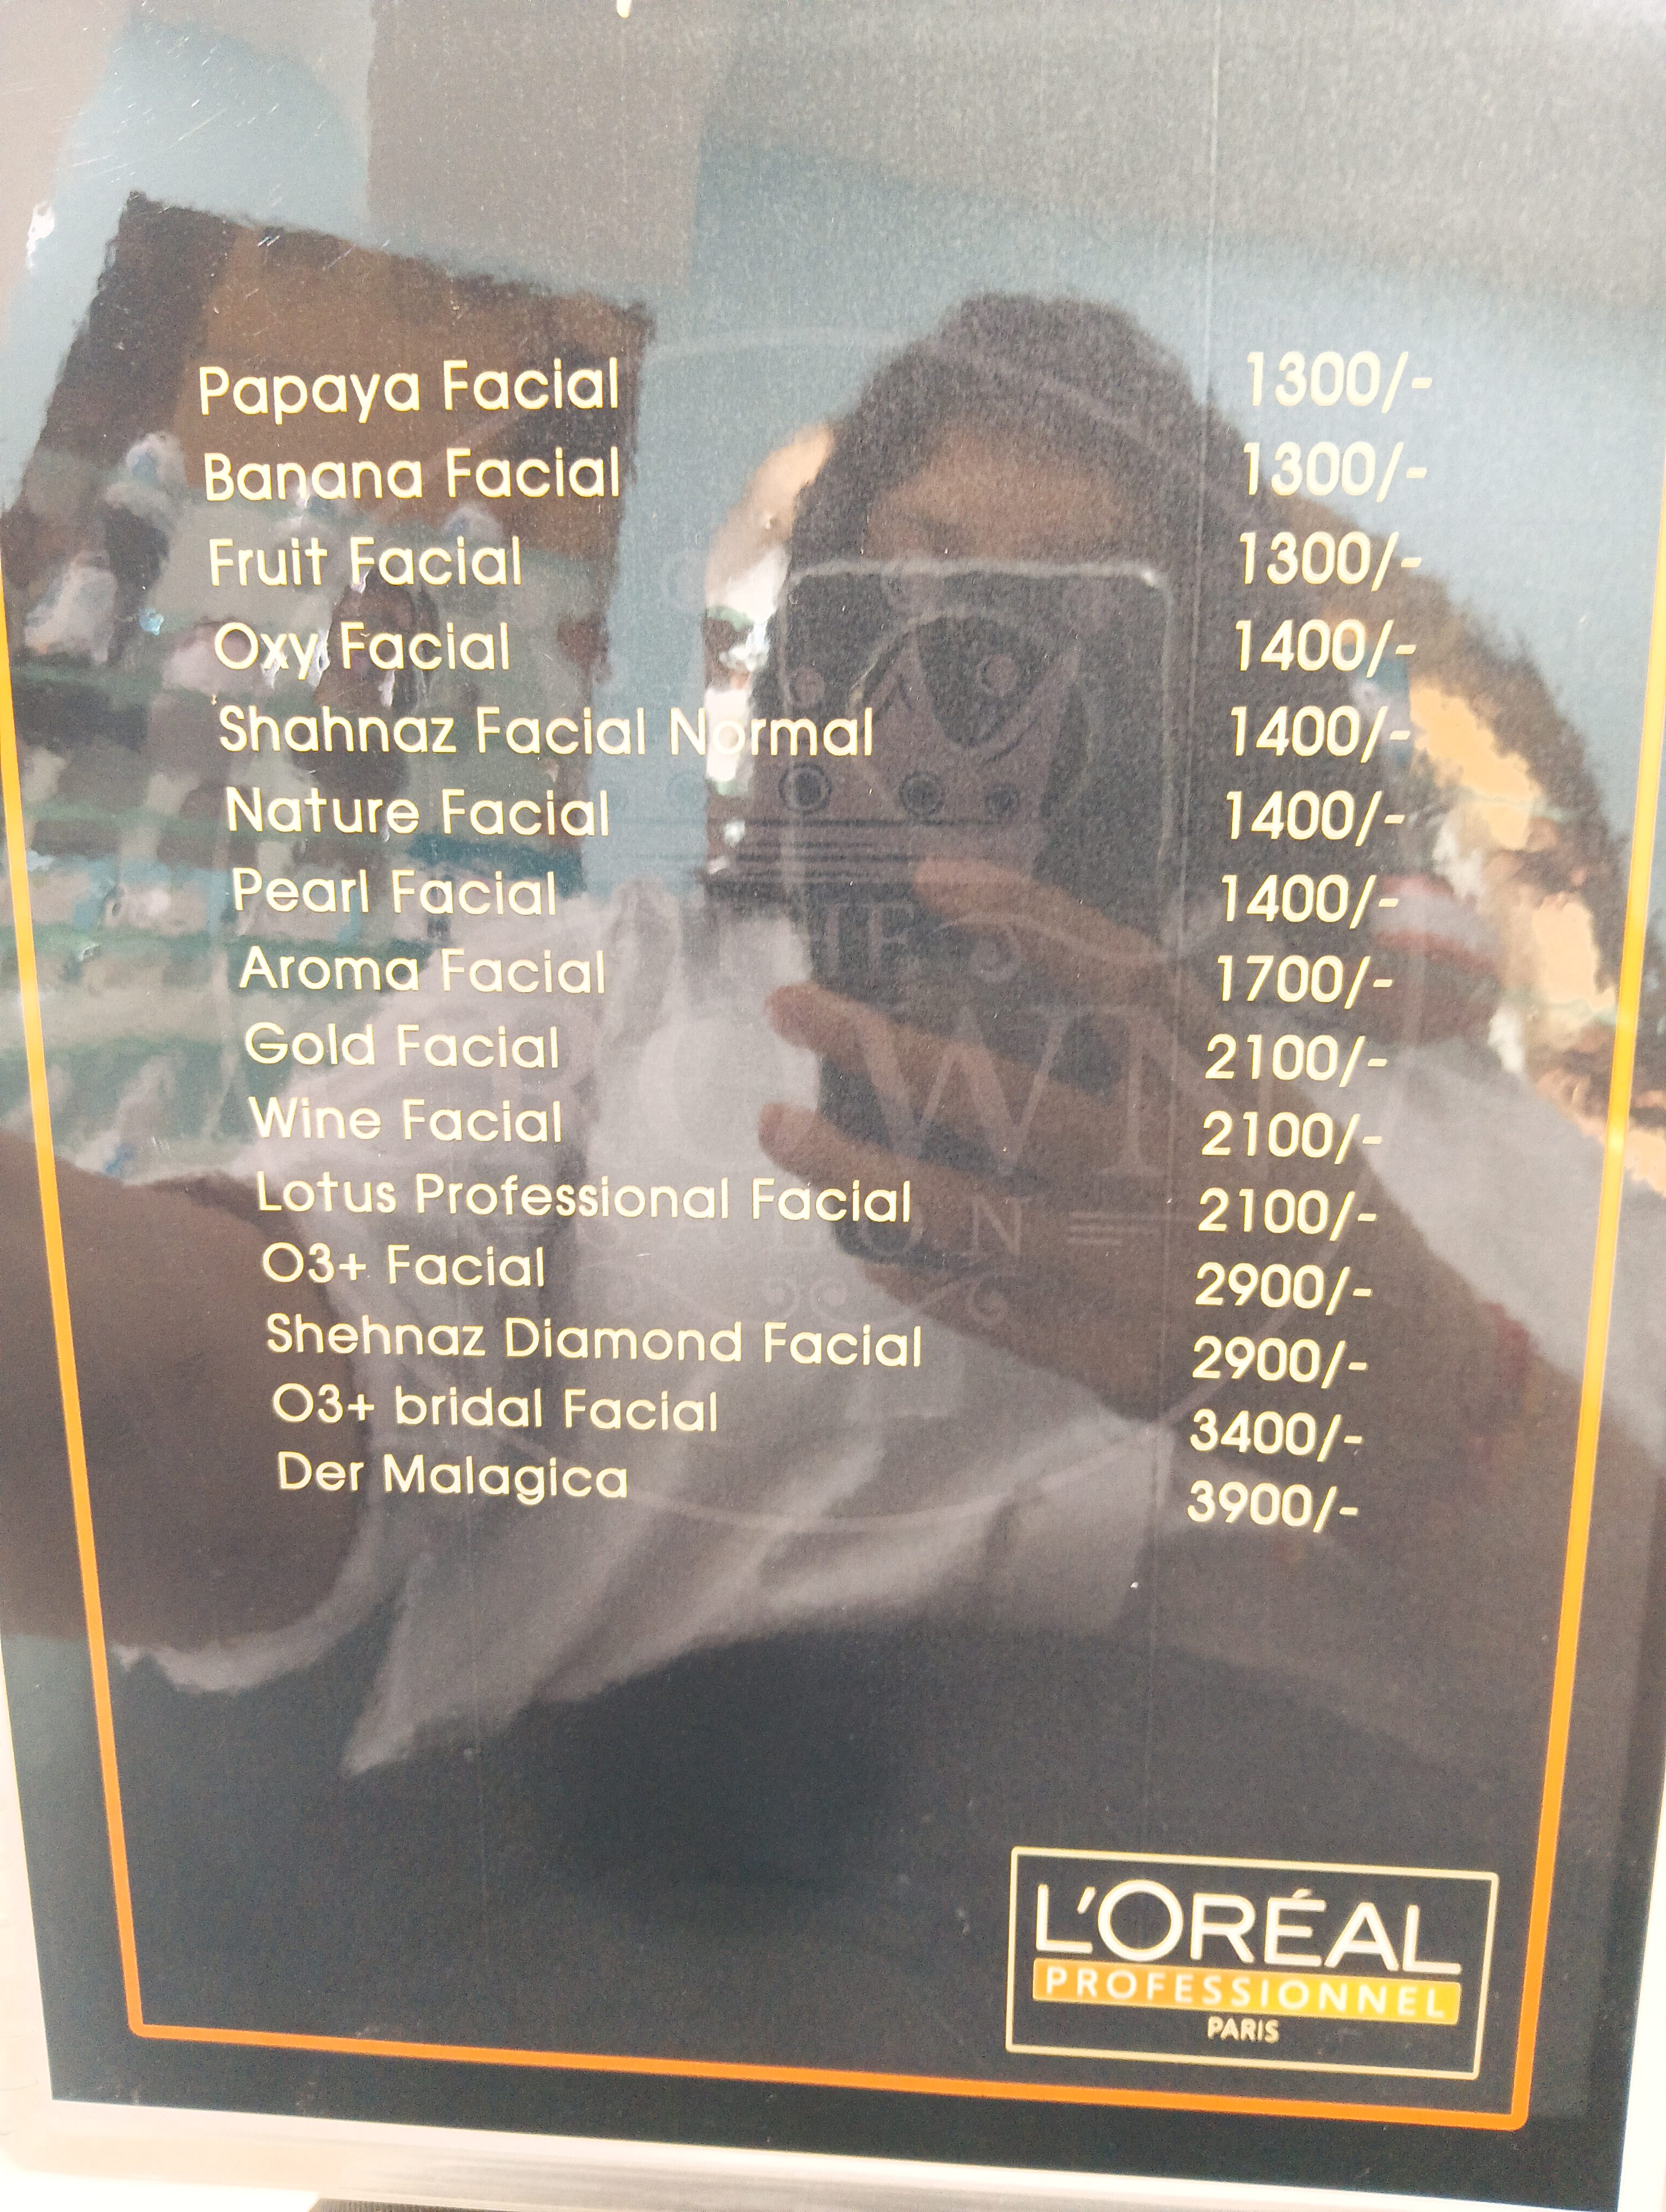 Papaya Facial 1300/-
Banana Facial 1300/-
Fruit Facial 1300/-
Oxy Facial 1400/-
Shahnaz Facial Normal 1400/-
Nature Facial 1400/-
Pearl Facial 1400/-
Aroma Facial 1700/-
Gold Facial 2100/-
Wine Facial 2100/-
Lotus Professional Facial 2100/-
O3+ Facial 2900/-
Shehnaz Diamond Facial 2900/-
O3+ bridal Facial 3400/-
Der Malagica 3900/-
L'ORÉAL
PROFESSIONNEL
PARIS